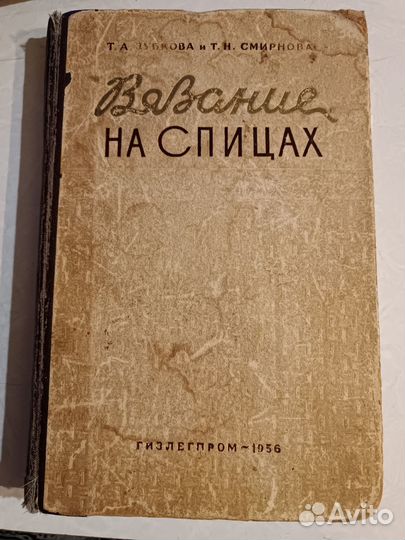 Т. А. ЗУБКОВА и Т. Н. СМИРНОВА
Вязание
НА СПИЦАХ
ГИЗЛЕГПРОМ ~ 1956
Avito